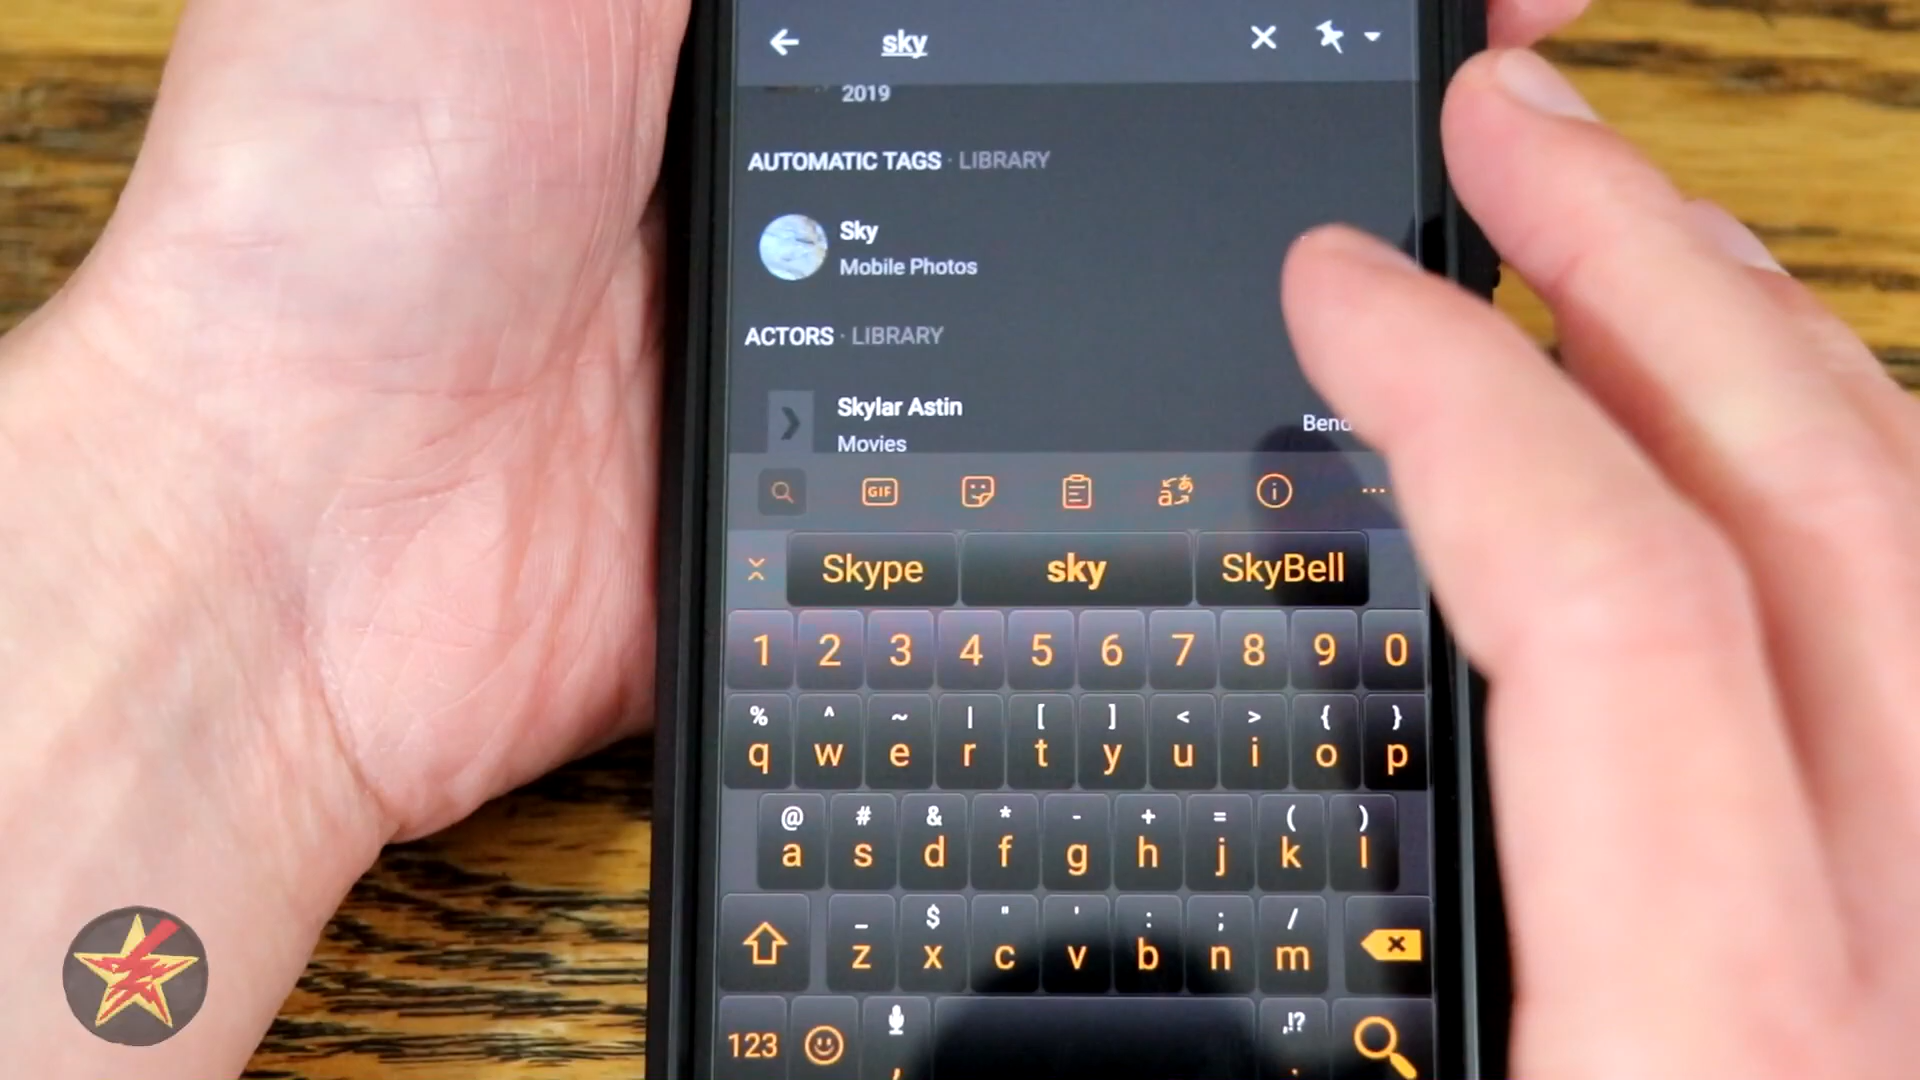 sky
2019
AUTOMATIC TAGS · LIBRARY
Sky
Mobile Photos
ACTORS · LIBRARY
Skylar Astin
Movies
GIF
Skype sky SkyBell
1 2 3 4 5 6 7 8 9 0
% ^ ~ | [ ] < > { }
q w e r t y u i o p
@ # & * - + = ( )
a s d f g h j k l
_ $ " ' : ; /
z x c v b n m
,!?
123 , .